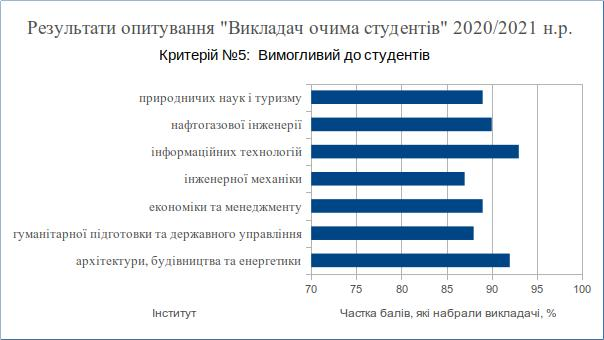 Результати опитування "Викладач очима студентів" 2020/2021 н.р.
Критерій №5:  Вимогливий до студентів
природничих наук і туризму
нафтогазової інженерії
інформаційних технологій
інженерної механіки
економіки та менеджменту
гуманітарної підготовки та державного управління
архітектури, будівництва та енергетики
70 75 80 85 90 95 100
Інститут
Частка балів, які набрали викладачі, %